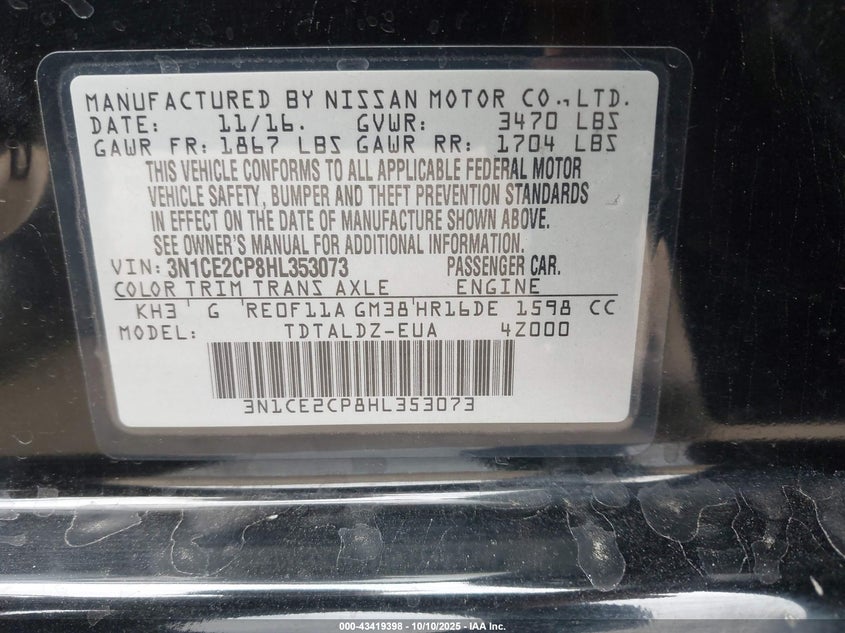 MANUFACTURED BY NISSAN MOTOR CO.,LTD.
DATE: 11/16. GVWR: 3470 LBS
GAWR FR: 1867 LBS GAWR RR: 1704 LBS
THIS VEHICLE CONFORMS TO ALL APPLICABLE FEDERAL MOTOR
VEHICLE SAFETY, BUMPER AND THEFT PREVENTION STANDARDS
IN EFFECT ON THE DATE OF MANUFACTURE SHOWN ABOVE.
SEE OWNER'S MANUAL FOR ADDITIONAL INFORMATION.
VIN: 3N1CE2CP8HL353073 PASSENGER CAR.
COLOR TRIM TRANS AXLE ENGINE
KH3 G RE0F11A GM38 HR16DE 1598 CC
MODEL: TDTALDZ-EUA 4Z000
3N1CE2CP8HL353073
000-43419398 - 10/10/2025 - IAA Inc.